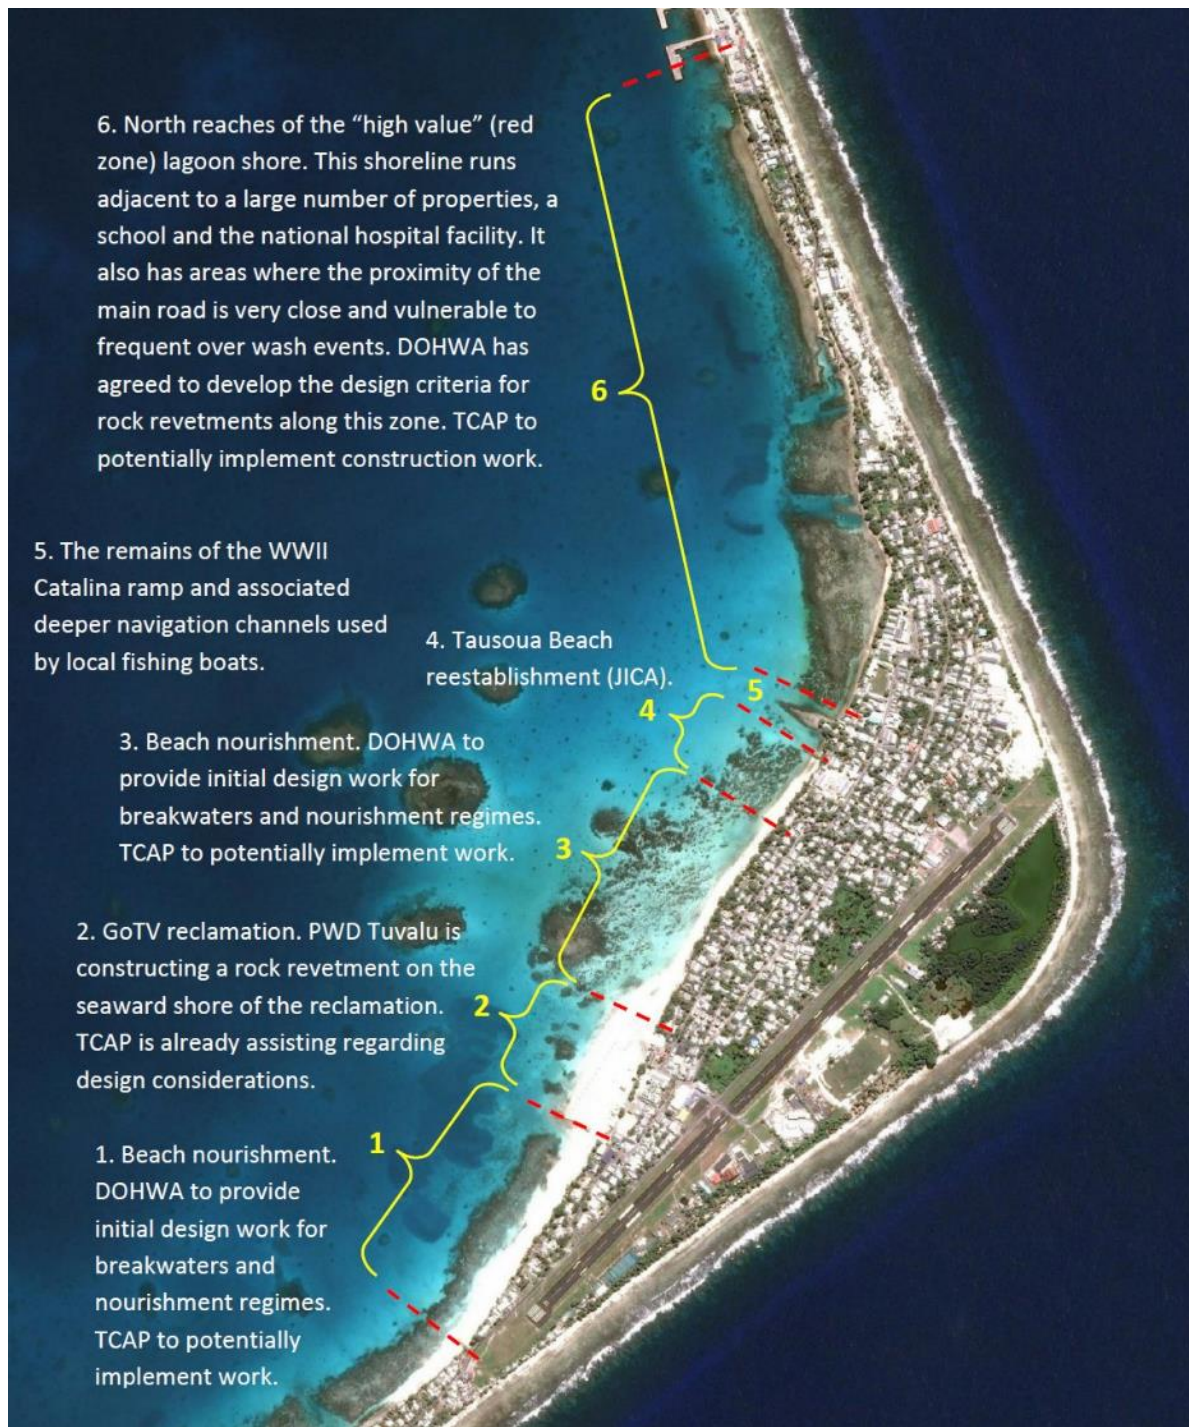 6. North reaches of the “high value” (red
zone) lagoon shore. This shoreline runs
adjacent to a large number of properties, a
school and the national hospital facility. It
also has areas where the proximity of the
main road is very close and vulnerable to
frequent over wash events. DOHWA has
agreed to develop the design criteria for
rock revetments along this zone. TCAP to
potentially implement construction work.
6
5. The remains of the WWII
Catalina ramp and associated
deeper navigation channels used
by local fishing boats.
4. Tausoua Beach
reestablishment (JICA).
5
4
3. Beach nourishment. DOHWA to
provide initial design work for
breakwaters and nourishment regimes.
TCAP to potentially implement work.
3
2. GoTV reclamation. PWD Tuvalu is
constructing a rock revetment on the
seaward shore of the reclamation.
TCAP is already assisting regarding
design considerations.
2
1. Beach nourishment.
DOHWA to provide
initial design work for
breakwaters and
nourishment regimes.
TCAP to potentially
implement work.
1